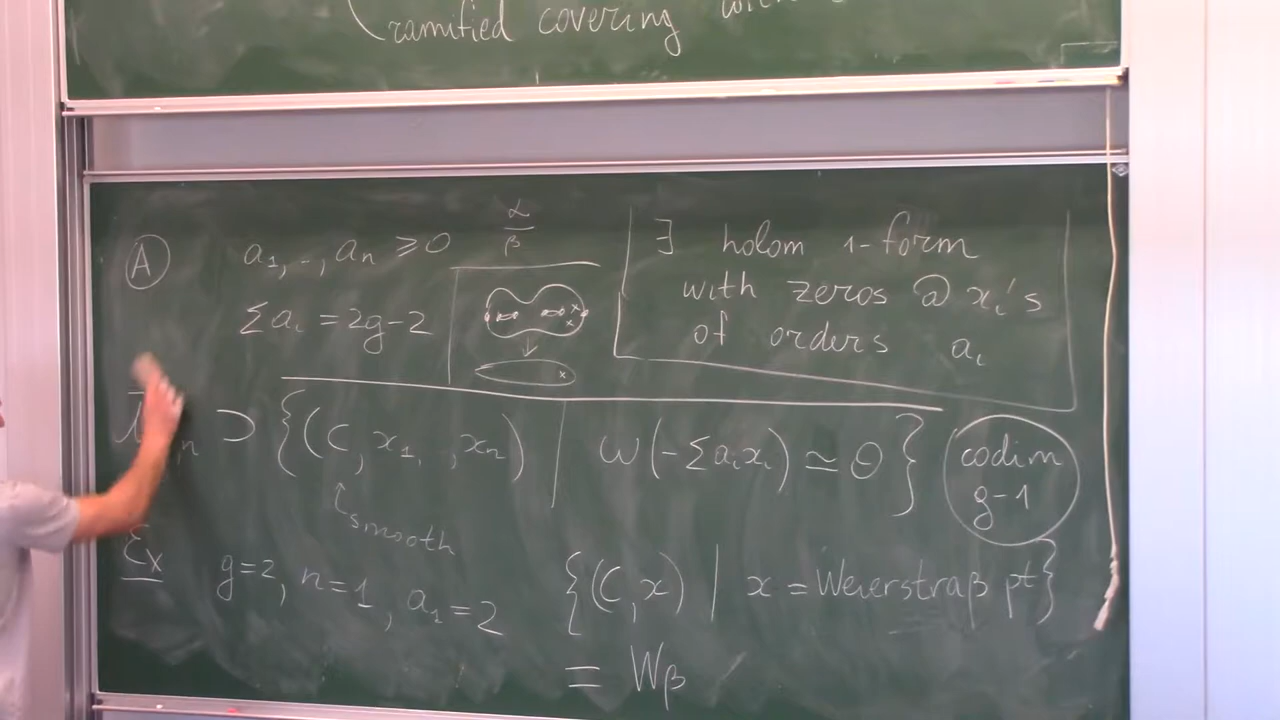 ramified covering with
Ⓐ a₁,..,aₙ ⩾ 0
α/β
∃ holom 1-form
with zeros @ xᵢ's
of orders aᵢ
Σaᵢ = 2g-2
n ⊃ {(C, x₁, ,xₙ) | ω(-Σaᵢxᵢ) ≃ O}
codim
g-1
smooth
Ex g=2, n=1, a₁=2 {(C,x) | x = Weierstraß pt}
= Wβ